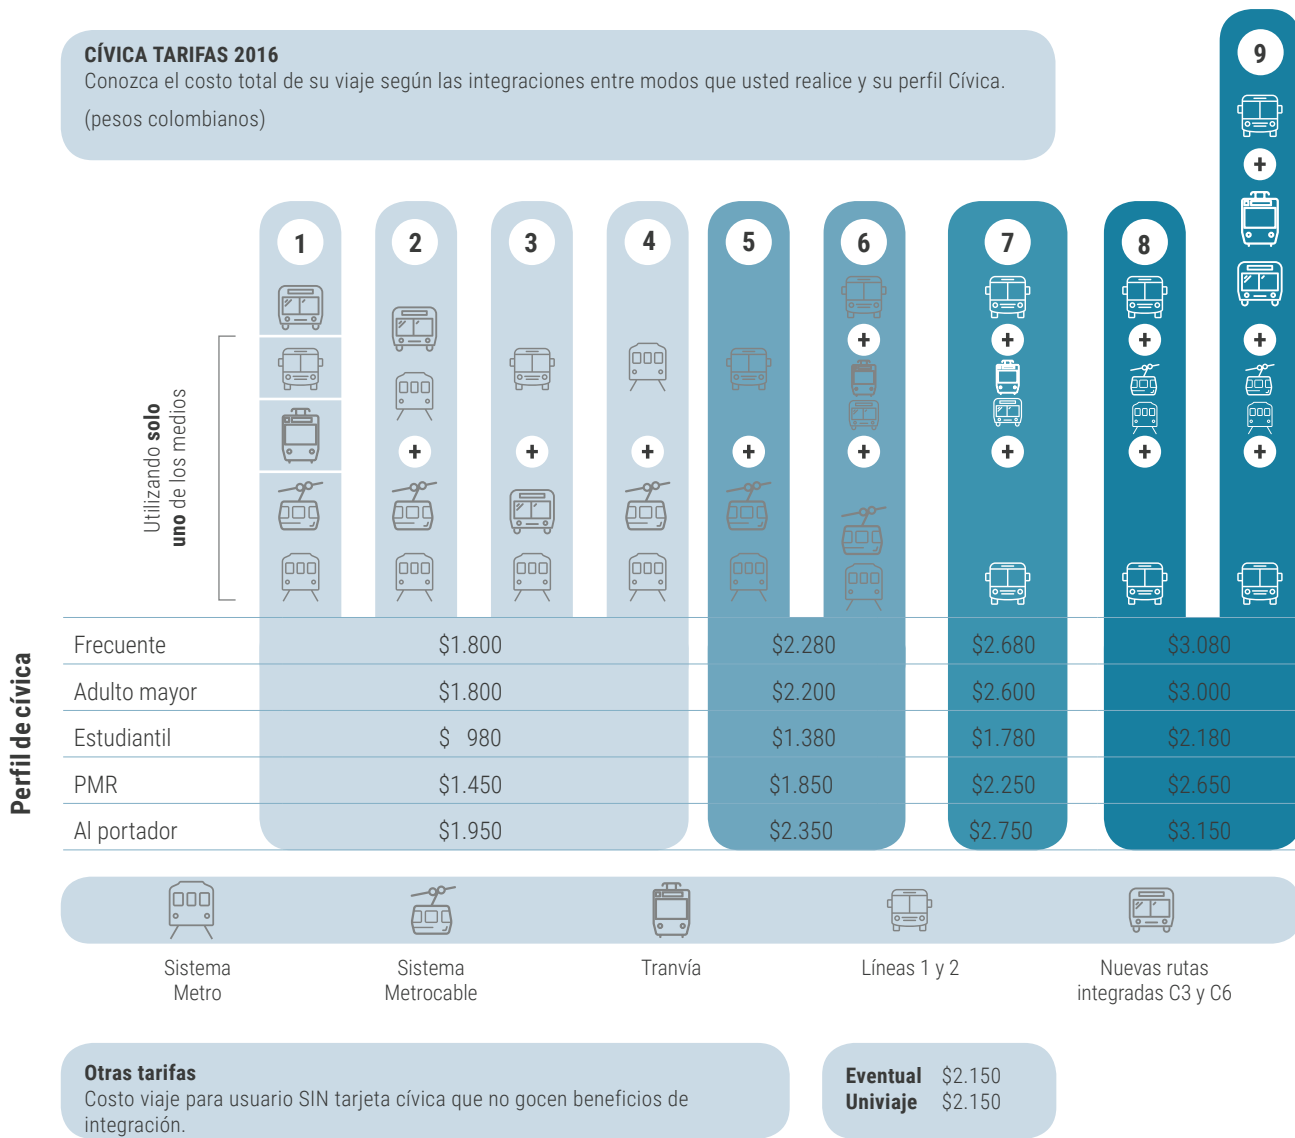 CÍVICA TARIFAS 2016
Conozca el costo total de su viaje según las integraciones entre modos que usted realice y su perfil Cívica.
(pesos colombianos)
1
2
3
4
5
6
7
8
9
+
+
+
+
+
+
+
+
+
+
+
+
+
Utilizando solo
uno de los medios
Perfil de cívica
Frecuente $1.800 $2.280 $2.680 $3.080
Adulto mayor $1.800 $2.200 $2.600 $3.000
Estudiantil $ 980 $1.380 $1.780 $2.180
PMR $1.450 $1.850 $2.250 $2.650
Al portador $1.950 $2.350 $2.750 $3.150
Sistema
Metro
Sistema
Metrocable
Tranvía
Líneas 1 y 2
Nuevas rutas
integradas C3 y C6
Otras tarifas
Costo viaje para usuario SIN tarjeta cívica que no gocen beneficios de
integración.
Eventual $2.150
Univiaje $2.150